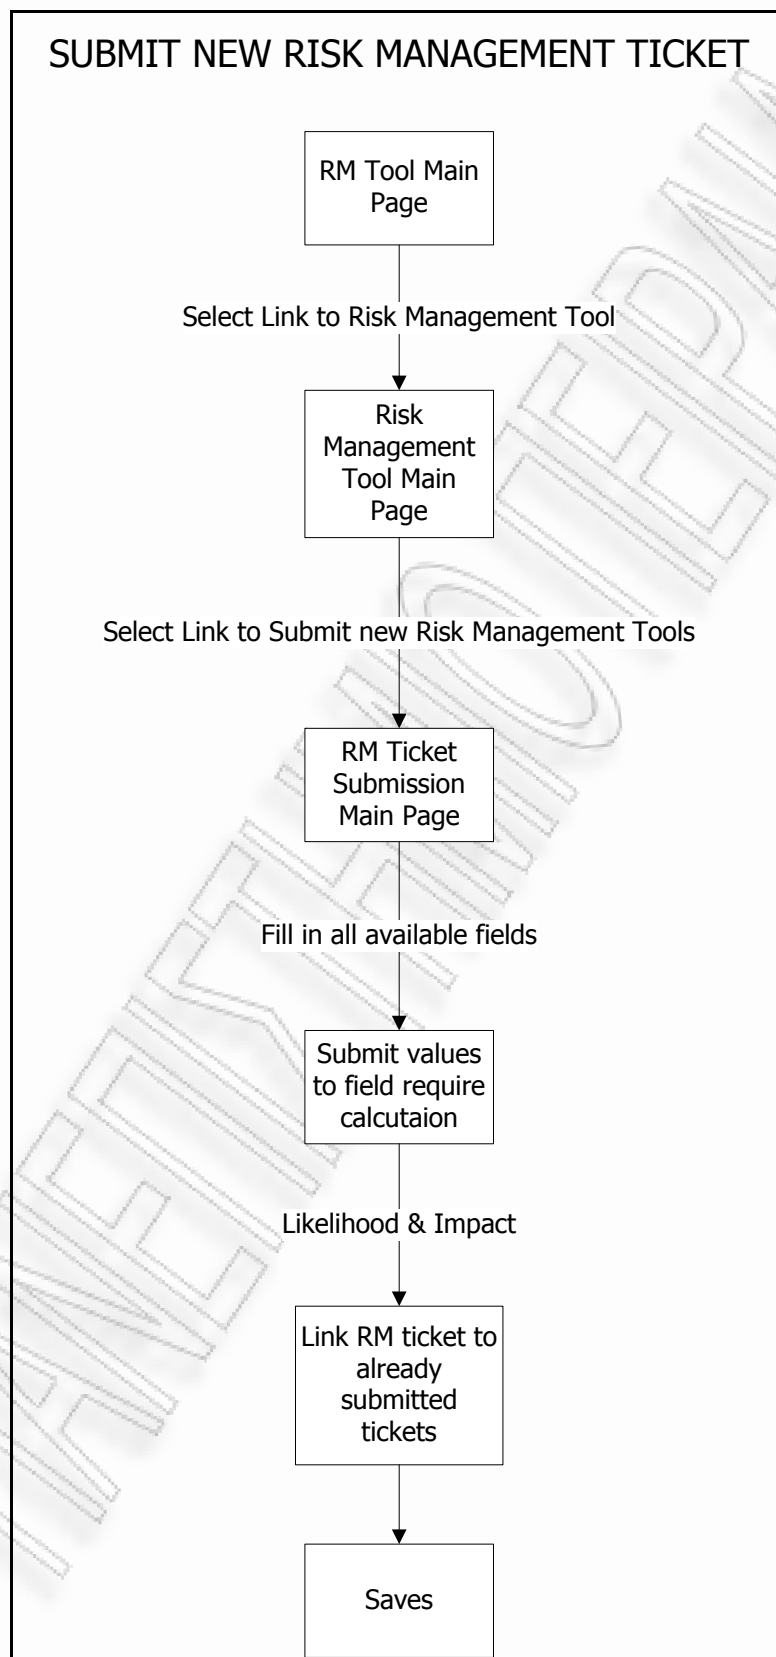 SUBMIT NEW RISK MANAGEMENT TICKET
RM Tool Main
Page
Select Link to Risk Management Tool
Risk
Management
Tool Main
Page
Select Link to Submit new Risk Management Tools
RM Ticket
Submission
Main Page
Fill in all available fields
Submit values
to field require
calcutaion
Likelihood & Impact
Link RM ticket to
already
submitted
tickets
Saves